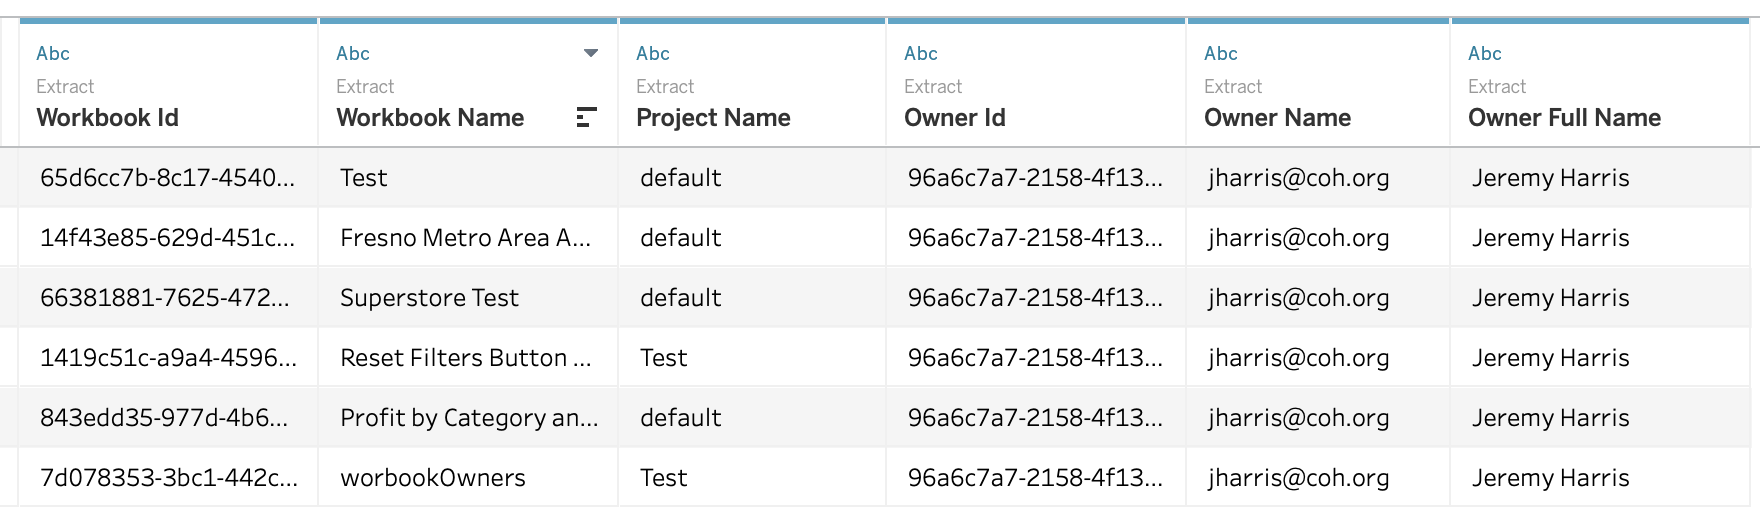 Abc Abc Abc Abc Abc Abc
Extract Extract Extract Extract Extract Extract
Workbook Id Workbook Name Project Name Owner Id Owner Name Owner Full Name
65d6cc7b-8c17-4540... Test default 96a6c7a7-2158-4f13... jharris@coh.org Jeremy Harris
14f43e85-629d-451c... Fresno Metro Area A... default 96a6c7a7-2158-4f13... jharris@coh.org Jeremy Harris
66381881-7625-472... Superstore Test default 96a6c7a7-2158-4f13... jharris@coh.org Jeremy Harris
1419c51c-a9a4-4596... Reset Filters Button ... Test 96a6c7a7-2158-4f13... jharris@coh.org Jeremy Harris
843edd35-977d-4b6... Profit by Category an... default 96a6c7a7-2158-4f13... jharris@coh.org Jeremy Harris
7d078353-3bc1-442c... worbookOwners Test 96a6c7a7-2158-4f13... jharris@coh.org Jeremy Harris